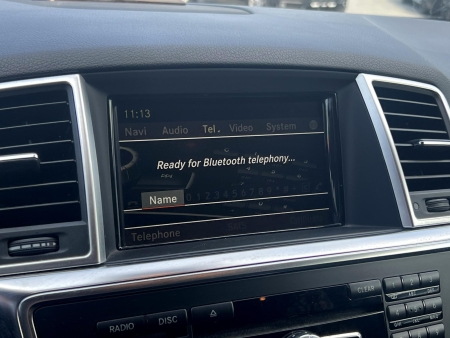 11:13
Navi Audio Tel. Video System
Ready for Bluetooth telephony...
Name
Telephone
RADIO DISC CLEAR